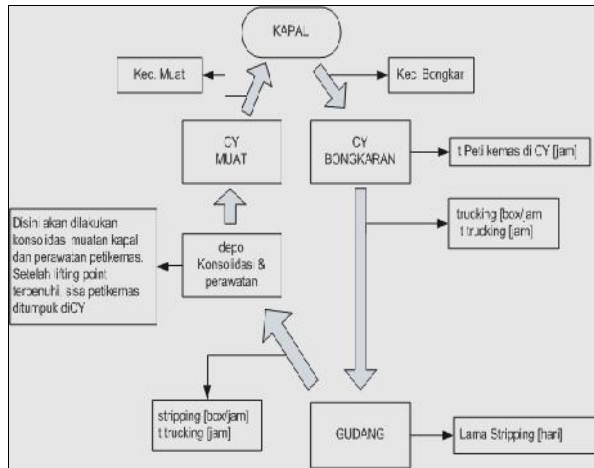 KAPAL
Kec. Muat
Kec. Bongkar
CY
MUAT
CY
BONGKARAN
t Peti kemas di CY [jam]
trucking [box/jam
t trucking [jam]
Disini akan dilakukan
konsolidasi muatan kapal
dan perawatan petikemas.
Setelah lifting point
terpenuhi, sisa petikemas
ditumpuk diCY
depo
Konsolidasi &
perawatan
stripping [box/jam]
t trucking [jam]
GUDANG
Lama Stripping [hari]